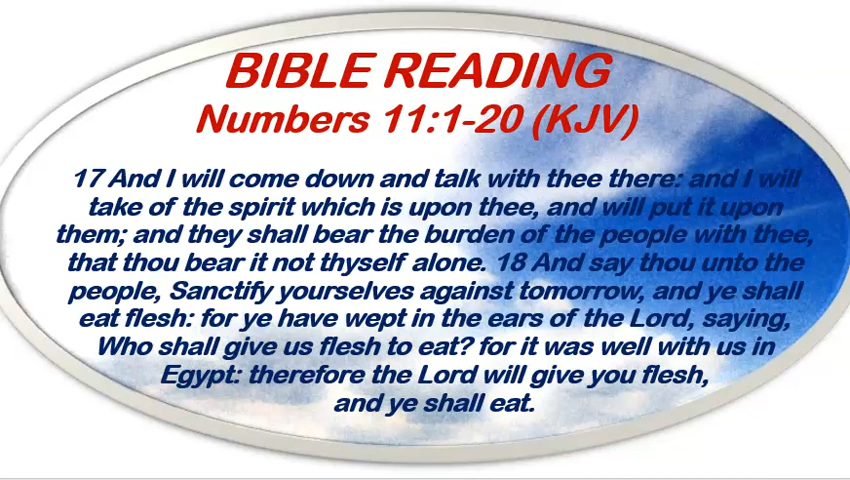 BIBLE READING
Numbers 11:1-20 (KJV)
17 And I will come down and talk with thee there: and I will
take of the spirit which is upon thee, and will put it upon
them; and they shall bear the burden of the people with thee,
that thou bear it not thyself alone. 18 And say thou unto the
people, Sanctify yourselves against tomorrow, and ye shall
eat flesh: for ye have wept in the ears of the Lord, saying,
Who shall give us flesh to eat? for it was well with us in
Egypt: therefore the Lord will give you flesh,
and ye shall eat.